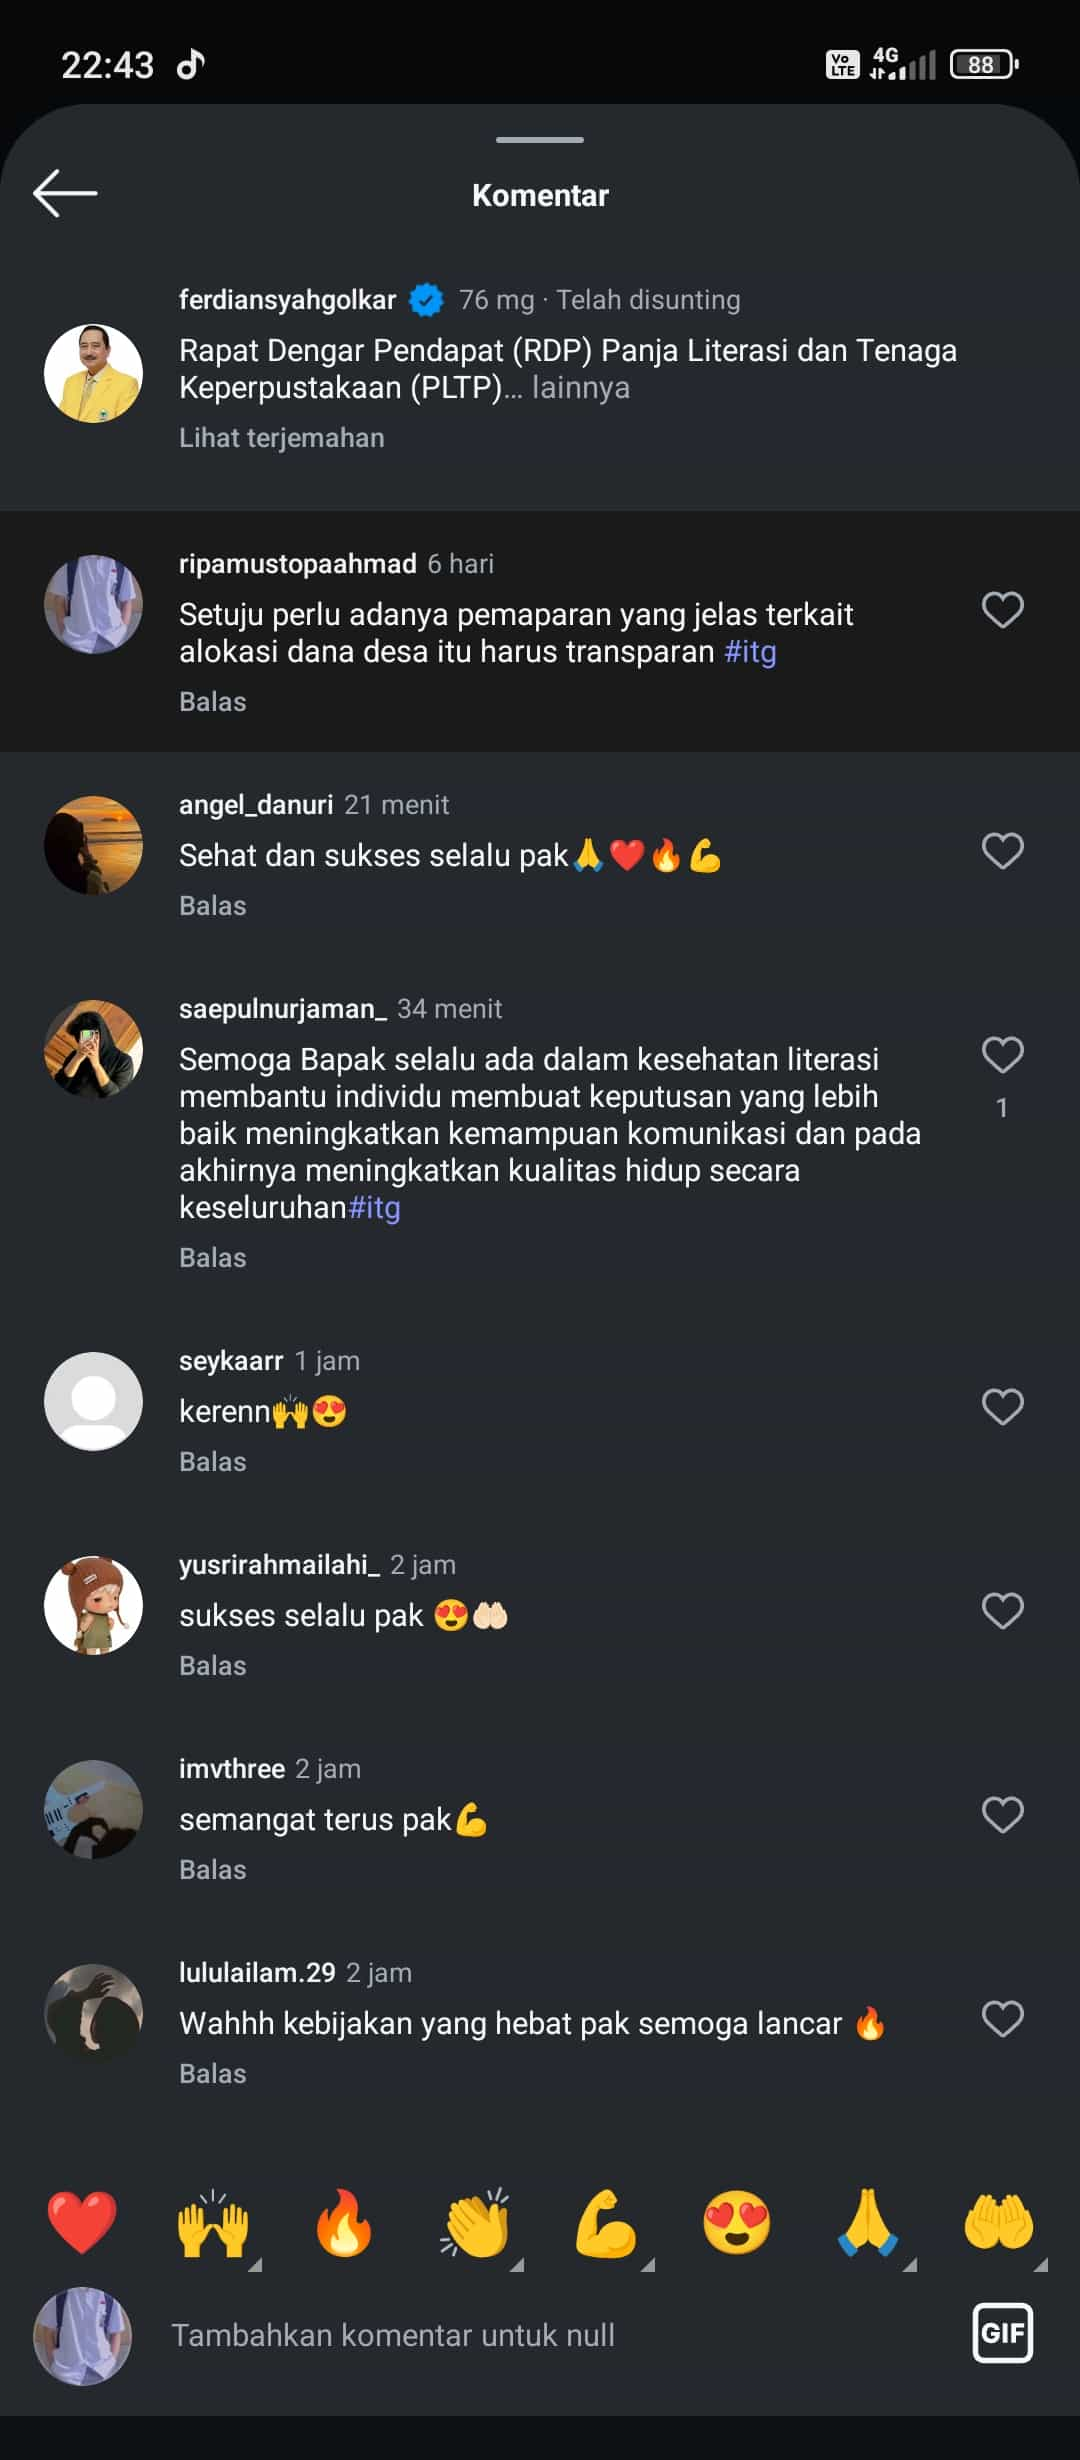 22:43
Vo LTE 4G 88
Komentar
ferdiansyahgolkar 76 mg · Telah disunting
Rapat Dengar Pendapat (RDP) Panja Literasi dan Tenaga
Keperpustakaan (PLTP)... lainnya
Lihat terjemahan
ripamustopaahmad 6 hari
Setuju perlu adanya pemaparan yang jelas terkait
alokasi dana desa itu harus transparan #itg
Balas
angel_danuri 21 menit
Sehat dan sukses selalu pak🙏❤️🔥💪
Balas
saepulnurjaman_ 34 menit
Semoga Bapak selalu ada dalam kesehatan literasi
membantu individu membuat keputusan yang lebih
baik meningkatkan kemampuan komunikasi dan pada
akhirnya meningkatkan kualitas hidup secara
keseluruhan#itg
1
Balas
seykaarr 1 jam
kerenn🙌😍
Balas
yusrirahmailahi_ 2 jam
sukses selalu pak 😍🤲🏻
Balas
imvthree 2 jam
semangat terus pak💪
Balas
lululailam.29 2 jam
Wahhh kebijakan yang hebat pak semoga lancar 🔥
Balas
❤️🙌🔥👏💪😍🙏🤲
Tambahkan komentar untuk null
GIF